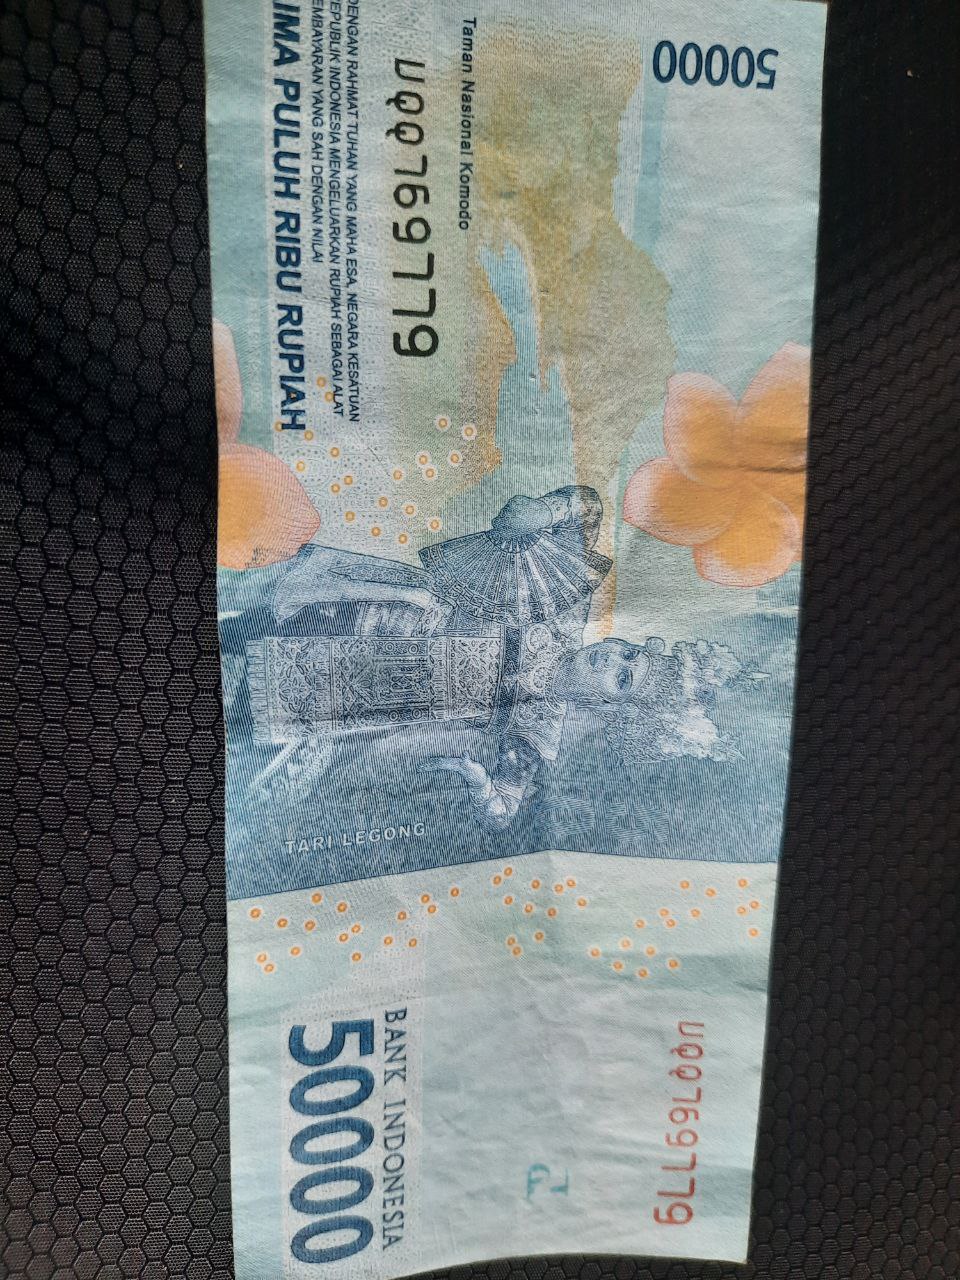 50000
Taman Nasional Komodo
UQQ769779
DENGAN RAHMAT TUHAN YANG MAHA ESA, NEGARA KESATUAN
REPUBLIK INDONESIA MENGELUARKAN RUPIAH SEBAGAI ALAT
PEMBAYARAN YANG SAH DENGAN NILAI
LIMA PULUH RIBU RUPIAH
TARI LEGONG
UQQ769779
BANK INDONESIA
50000